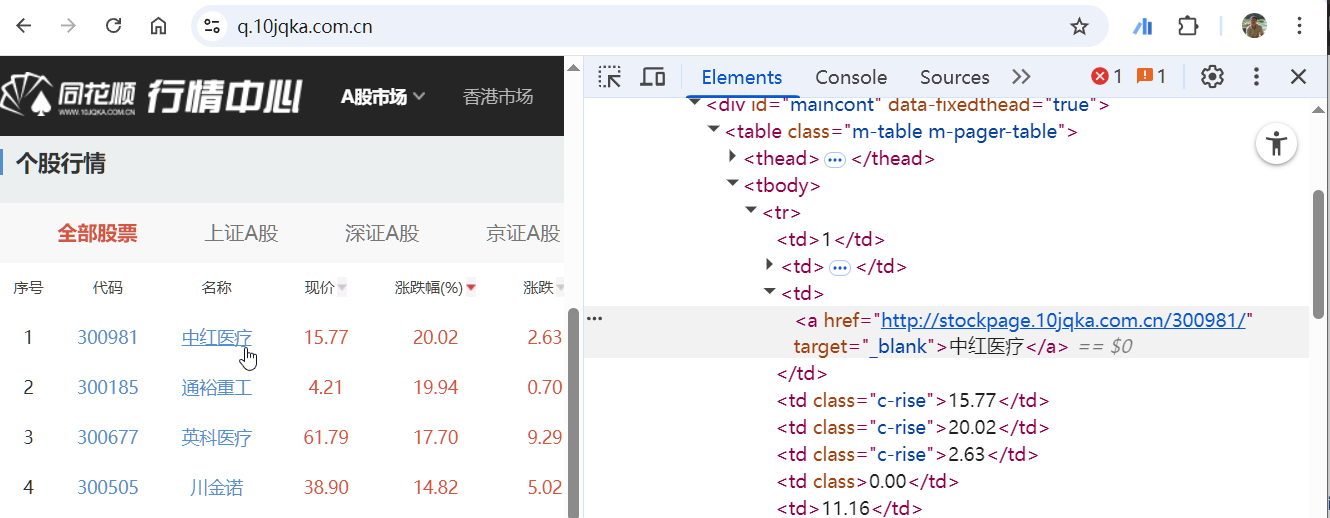 q.10jqka.com.cn
同花顺
WWW.10JQKA.COM.CN
行情中心
A股市场
香港市场
个股行情
全部股票 上证A股 深证A股 京证A股
序号 代码 名称 现价 涨跌幅(%) 涨跌
1 300981 中红医疗 15.77 20.02 2.63
2 300185 通裕重工 4.21 19.94 0.70
3 300677 英科医疗 61.79 17.70 9.29
4 300505 川金诺 38.90 14.82 5.02
Elements Console Sources 1 1
<div id="maincont" data-fixedthead="true">
<table class="m-table m-pager-table">
<thead> … </thead>
<tbody>
<tr>
<td>1</td>
<td> … </td>
<td>
<a href="http://stockpage.10jqka.com.cn/300981/"
target="_blank">中红医疗</a> == $0
</td>
<td class="c-rise">15.77</td>
<td class="c-rise">20.02</td>
<td class="c-rise">2.63</td>
<td class>0.00</td>
<td>11.16</td>